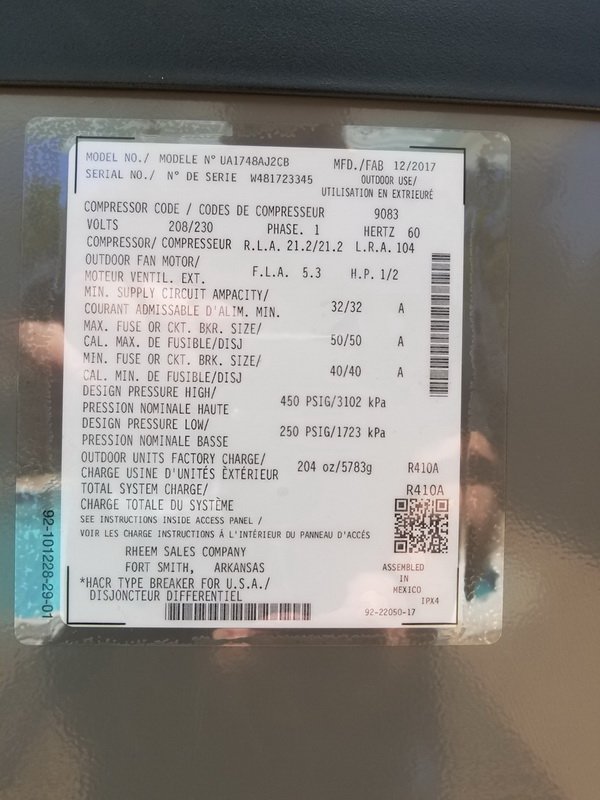 MODEL NO./ MODELE N° UA1748AJ2CB MFD./FAB 12/2017
SERIAL NO./ N° DE SERIE W481723345 OUTDOOR USE/
UTILISATION EN EXTRIEURÉ
COMPRESSOR CODE / CODES DE COMPRESSEUR 9083
VOLTS 208/230 PHASE. 1 HERTZ 60
COMPRESSOR/ COMPRESSEUR R.L.A. 21.2/21.2 L.R.A. 104
OUTDOOR FAN MOTOR/
MOTEUR VENTIL. EXT. F.L.A. 5.3 H.P. 1/2
MIN. SUPPLY CIRCUIT AMPACITY/
COURANT ADMISSABLE D'ALIM. MIN. 32/32 A
MAX. FUSE OR CKT. BKR. SIZE/
CAL. MAX. DE FUSIBLE/DISJ 50/50 A
MIN. FUSE OR CKT. BRK. SIZE/
CAL. MIN. DE FUSIBLE/DISJ 40/40 A
DESIGN PRESSURE HIGH/
PRESSION NOMINALE HAUTE 450 PSIG/3102 kPa
DESIGN PRESSURE LOW/
PRESSION NOMINALE BASSE 250 PSIG/1723 kPa
OUTDOOR UNITS FACTORY CHARGE/
CHARGE USINE D'UNITÉS ÈXTÉRIEUR 204 oz/5783g R410A
TOTAL SYSTEM CHARGE/ R410A
CHARGE TOTALE DU SYSTÈME
SEE INSTRUCTIONS INSIDE ACCESS PANEL /
VOIR LES CHARGE INSTRUCTIONS À L'INTÉRIEUR DU PANNEAU D'ACCÉS
RHEEM SALES COMPANY
FORT SMITH, ARKANSAS
ASSEMBLED
IN
MEXICO
*HACR TYPE BREAKER FOR U.S.A./
DISJONCTEUR DIFFERENTIEL
IPX4
92-22050-17
92-101228-29-01